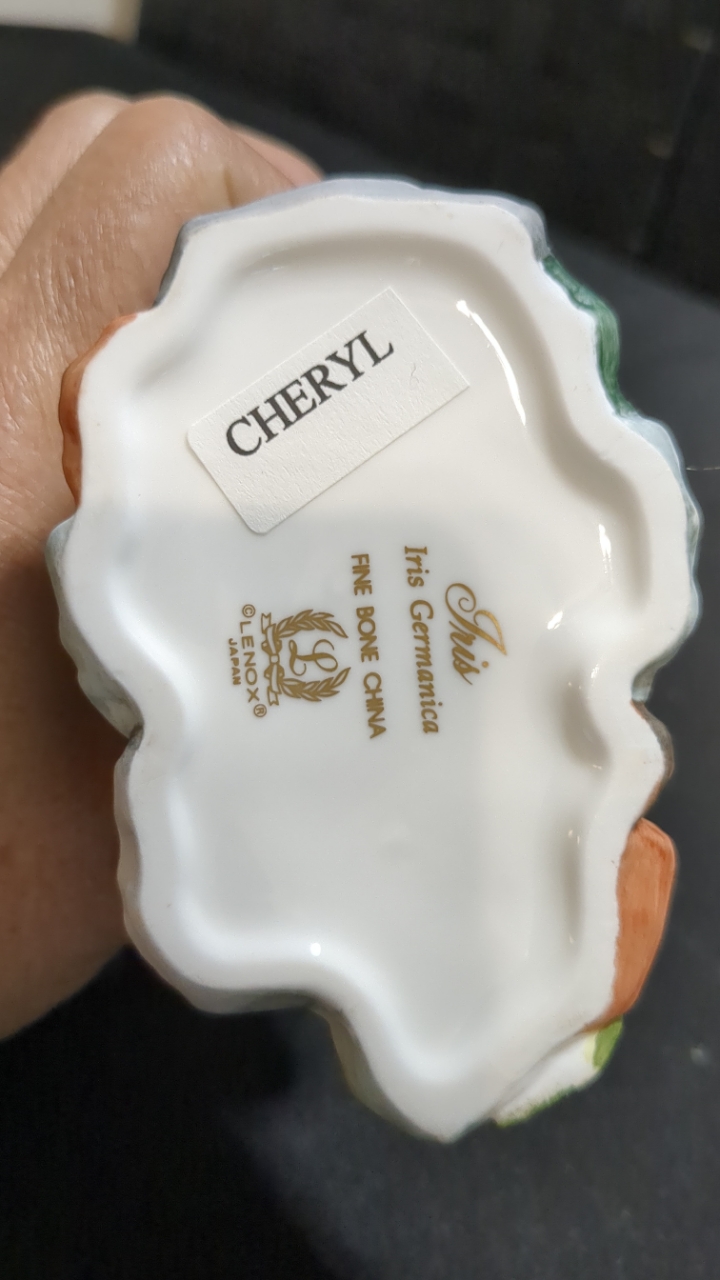 CHERYL
Iris
Iris Germanica
FINE BONE CHINA
L
©LENOX®
JAPAN